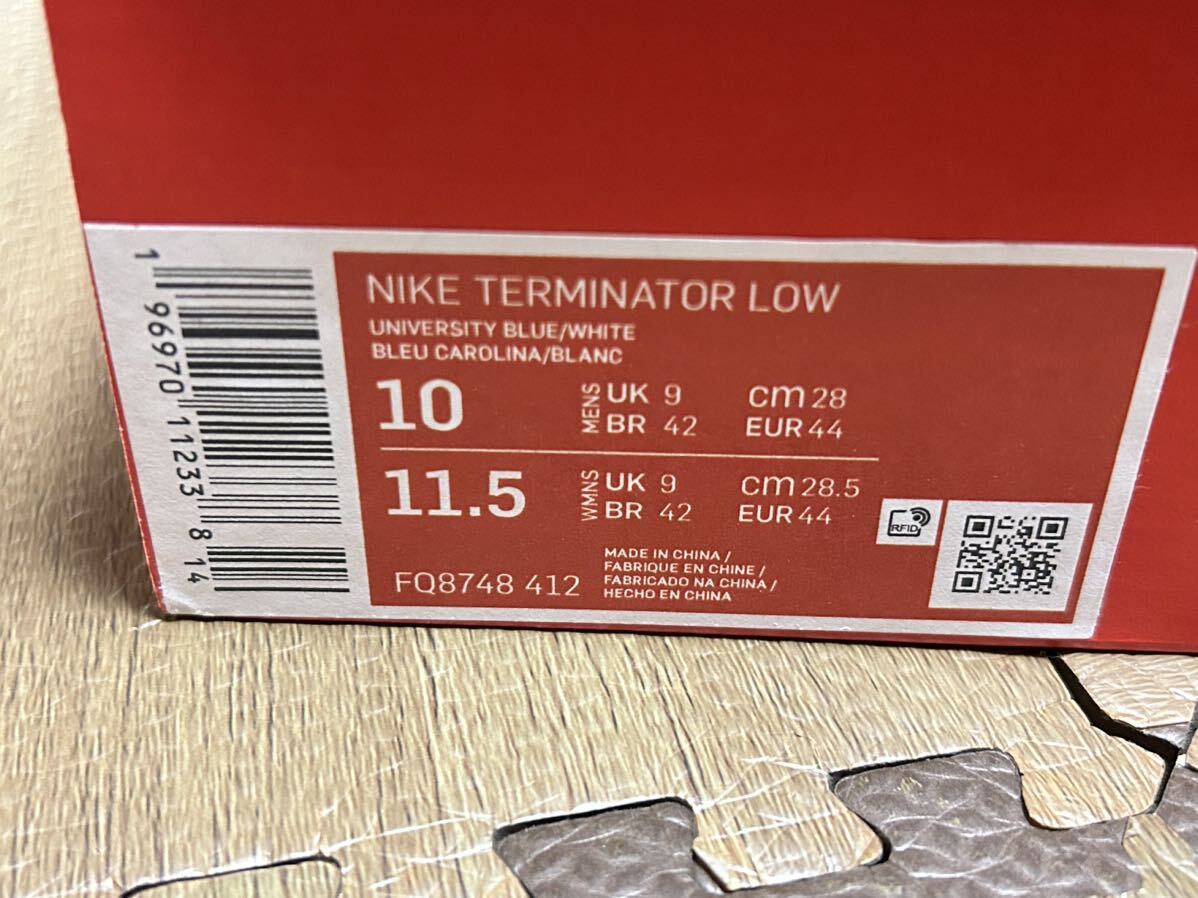 1 96970 11233 8 14
NIKE TERMINATOR LOW
UNIVERSITY BLUE/WHITE
BLEU CAROLINA/BLANC
10 MENS UK 9 cm 28
BR 42 EUR 44
11.5 WMNS UK 9 cm 28.5
BR 42 EUR 44
FQ8748 412
MADE IN CHINA /
FABRIQUE EN CHINE /
FABRICADO NA CHINA /
HECHO EN CHINA
RFID